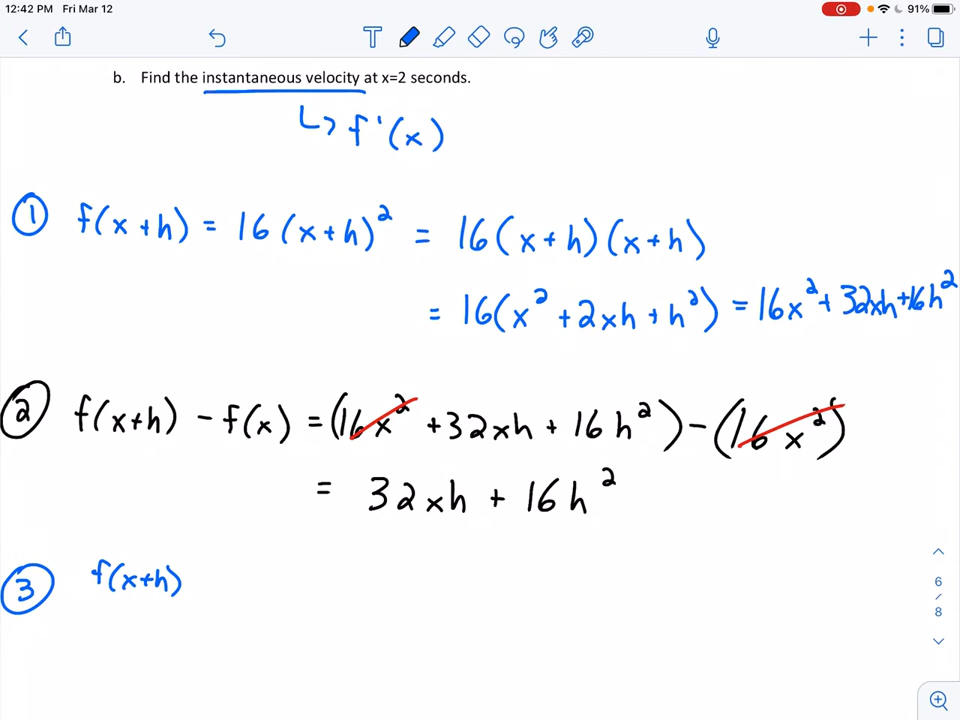 12:42 PM Fri Mar 12 91%
T
b. Find the instantaneous velocity at x=2 seconds.
↳ f'(x)
① f(x+h) = 16(x+h)² = 16(x+h)(x+h)
= 16(x² +2xh+h²) = 16x²+32xh+16h²
② f(x+h) - f(x) = (16x² +32xh+16h²) - (16x²)
= 32xh + 16h²
③ f(x+h)
6
/
8